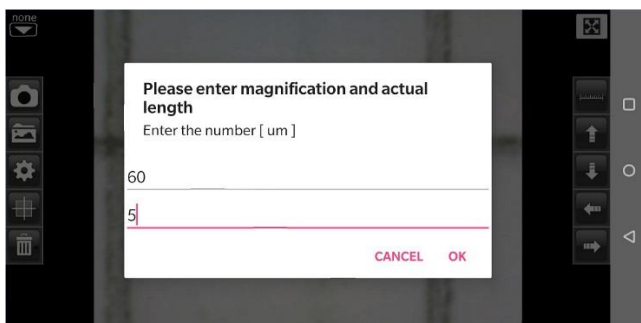 none
Please enter magnification and actual
length
Enter the number [ um ]
60
5
CANCEL
OK